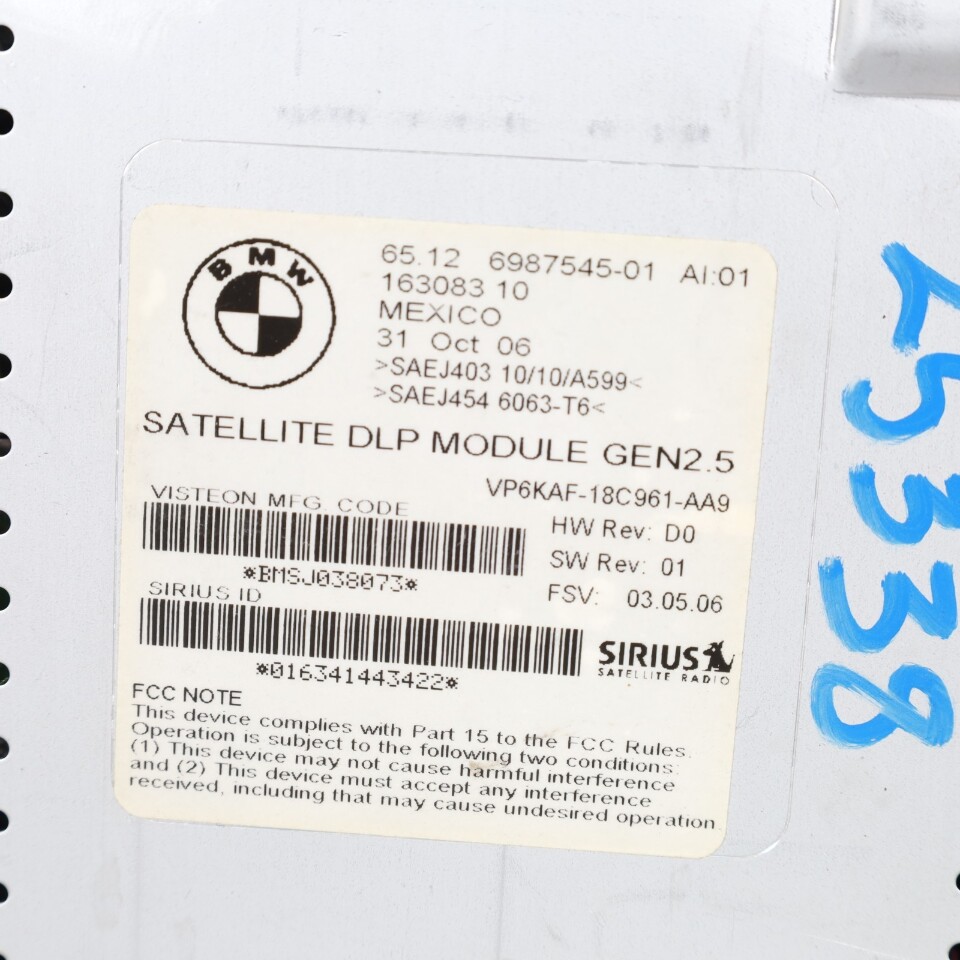 BMW
65.12 6987545-01 AI:01
163083 10
MEXICO
31 Oct 06
>SAEJ403 10/10/A599<
>SAEJ454 6063-T6<
SATELLITE DLP MODULE GEN2.5
VP6KAF-18C961-AA9
VISTEON MFG. CODE
HW Rev: D0
*BMSJ038073*
SW Rev: 01
SIRIUS ID
FSV: 03.05.06
*016341443422*
SIRIUS
SATELLITE RADIO
FCC NOTE
This device complies with Part 15 to the FCC Rules.
Operation is subject to the following two conditions:
(1) This device may not cause harmful interference
and (2) This device must accept any interference
received, including that may cause undesired operation
25338